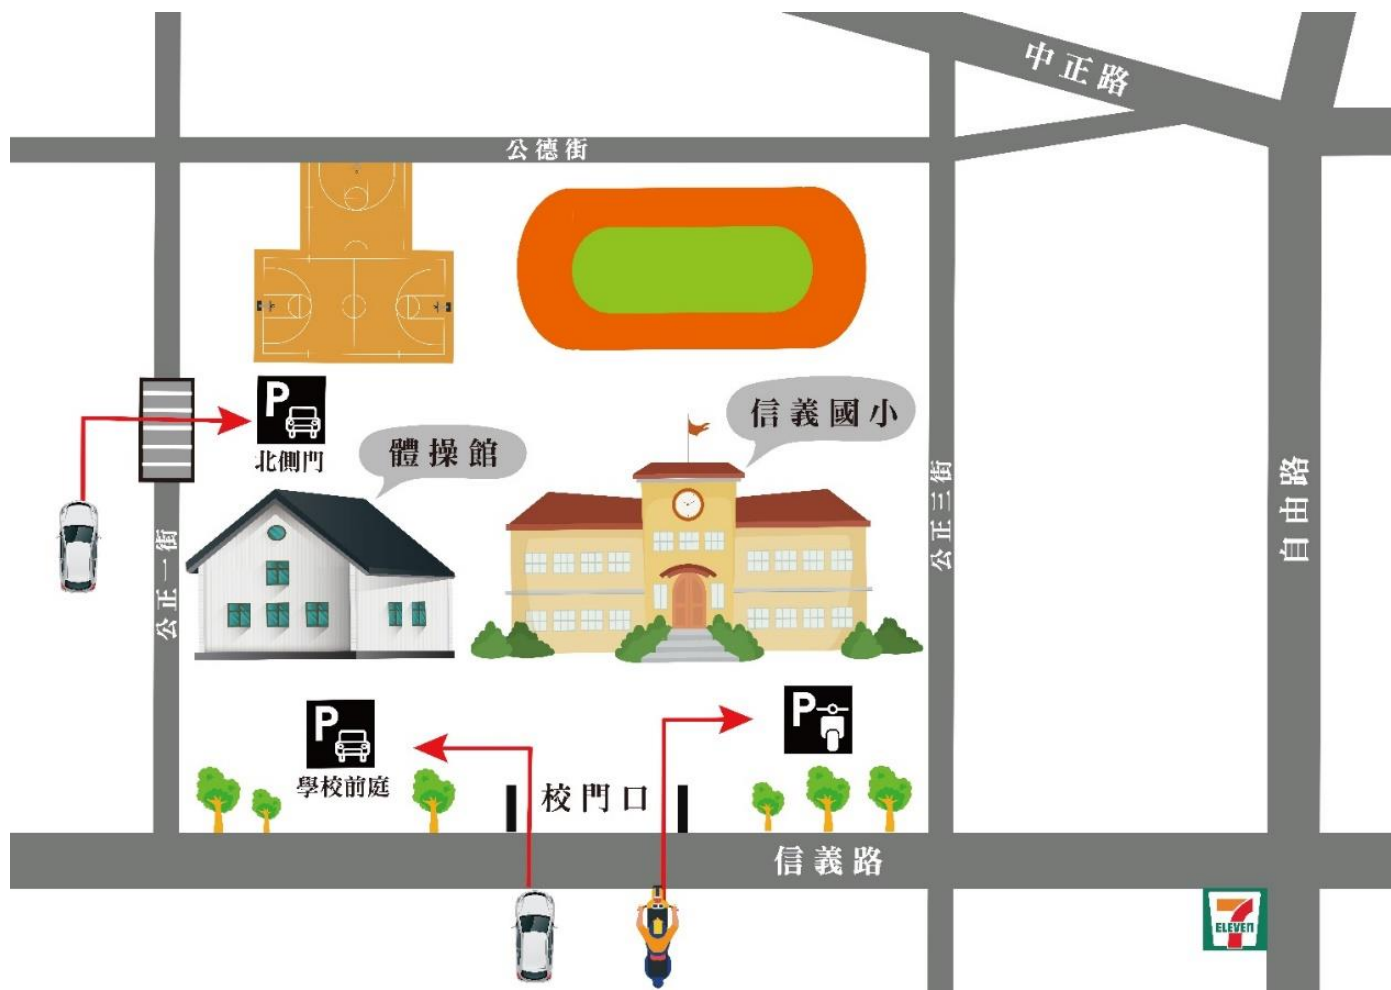 中正路
公德街
P
信義國小
體操館
北側門
公正一街
公正三街
自由路
P
P
學校前庭
校門口
信義路
7
ELEVEn